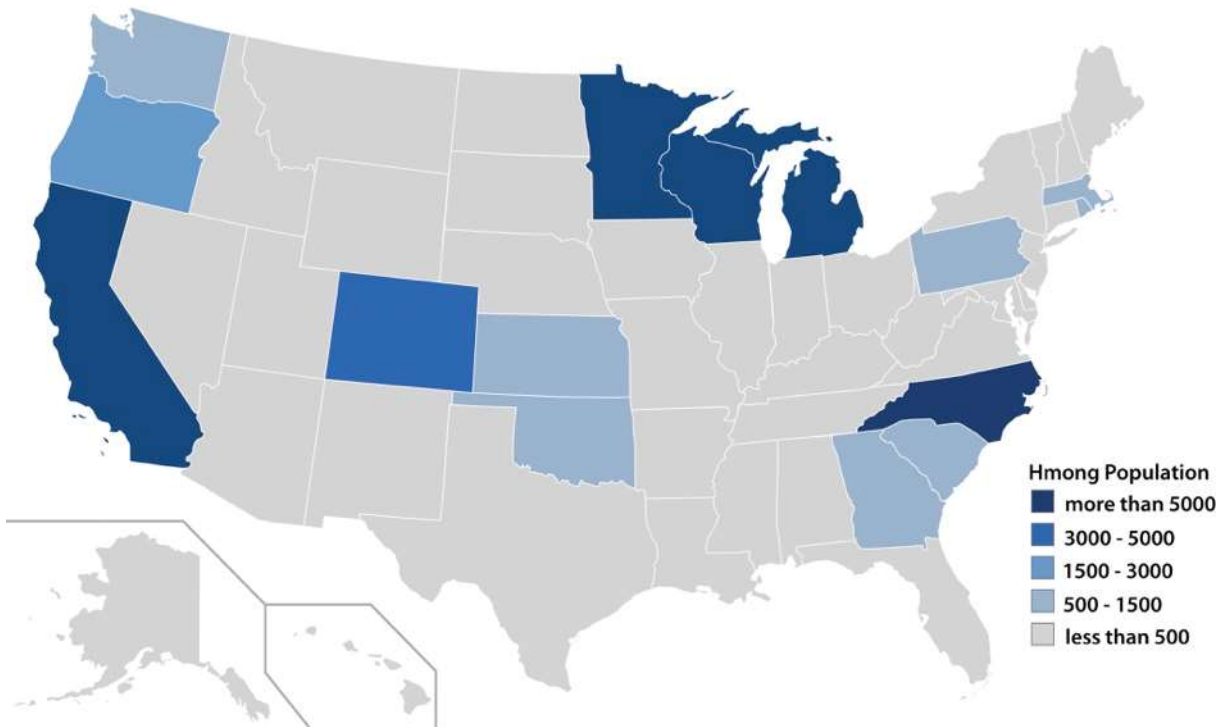 Hmong Population
more than 5000
3000 - 5000
1500 - 3000
500 - 1500
less than 500